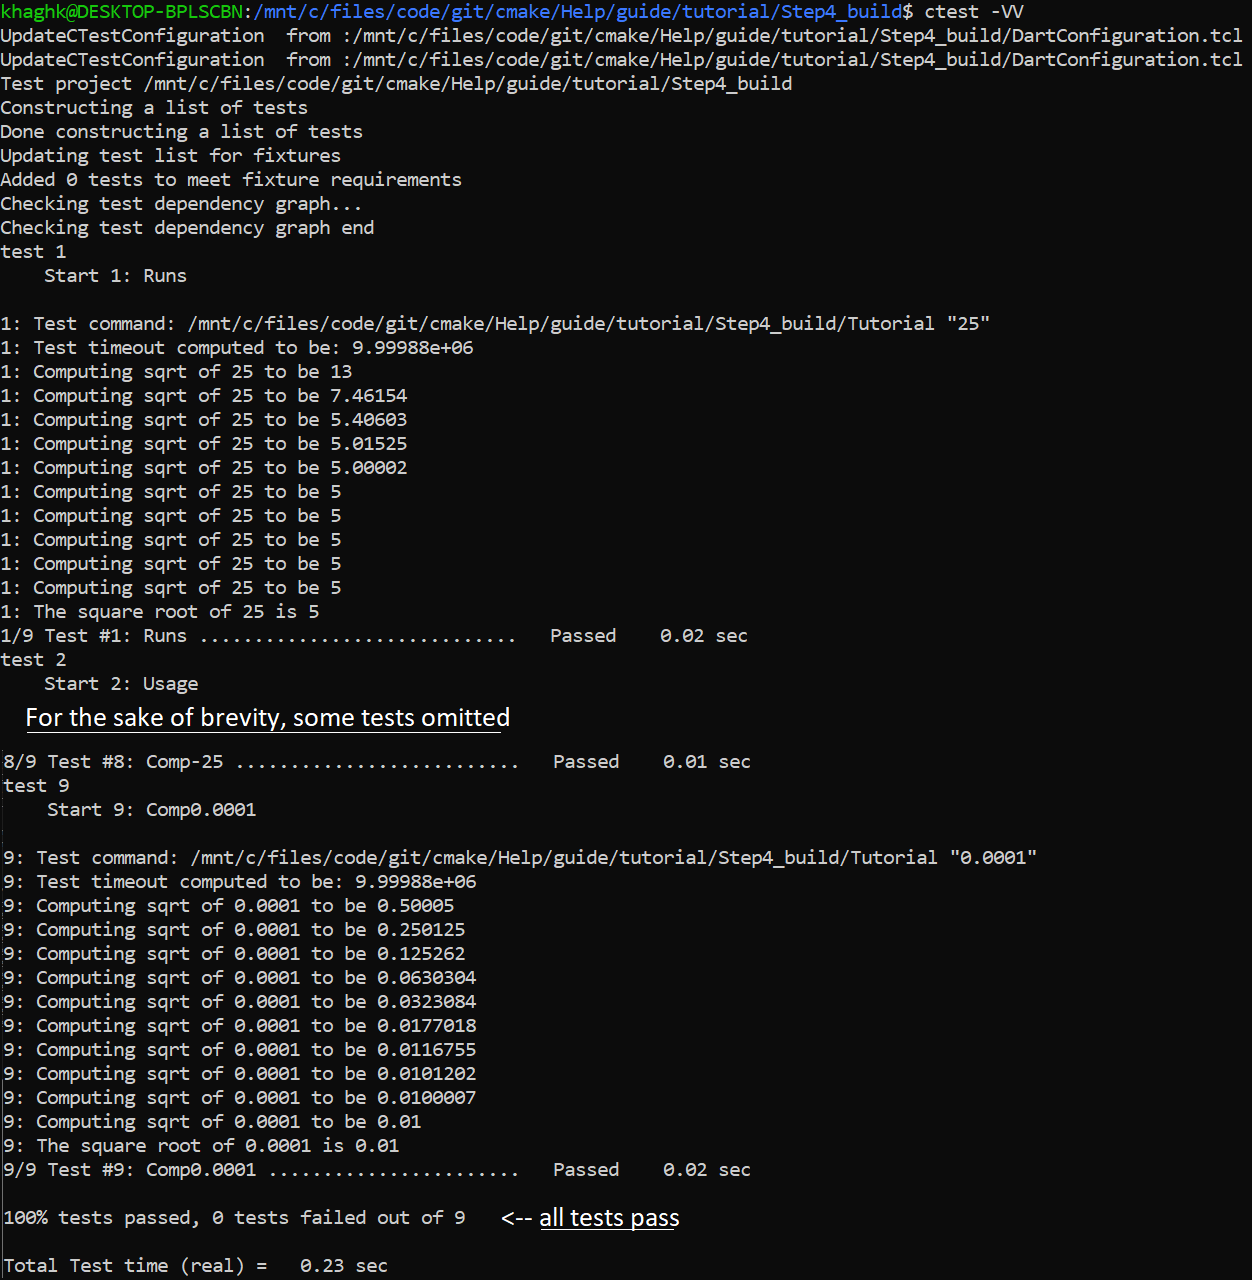 khaghk@DESKTOP-BPLSCBN:/mnt/c/files/code/git/cmake/Help/guide/tutorial/Step4_build$ ctest -VV
UpdateCTestConfiguration  from :/mnt/c/files/code/git/cmake/Help/guide/tutorial/Step4_build/DartConfiguration.tcl
UpdateCTestConfiguration  from :/mnt/c/files/code/git/cmake/Help/guide/tutorial/Step4_build/DartConfiguration.tcl
Test project /mnt/c/files/code/git/cmake/Help/guide/tutorial/Step4_build
Constructing a list of tests
Done constructing a list of tests
Updating test list for fixtures
Added 0 tests to meet fixture requirements
Checking test dependency graph...
Checking test dependency graph end
test 1
    Start 1: Runs
1: Test command: /mnt/c/files/code/git/cmake/Help/guide/tutorial/Step4_build/Tutorial "25"
1: Test timeout computed to be: 9.99988e+06
1: Computing sqrt of 25 to be 13
1: Computing sqrt of 25 to be 7.46154
1: Computing sqrt of 25 to be 5.40603
1: Computing sqrt of 25 to be 5.01525
1: Computing sqrt of 25 to be 5.00002
1: Computing sqrt of 25 to be 5
1: Computing sqrt of 25 to be 5
1: Computing sqrt of 25 to be 5
1: Computing sqrt of 25 to be 5
1: Computing sqrt of 25 to be 5
1: The square root of 25 is 5
1/9 Test #1: Runs .............................   Passed    0.02 sec
test 2
    Start 2: Usage
For the sake of brevity, some tests omitted
8/9 Test #8: Comp-25 ..........................   Passed    0.01 sec
test 9
    Start 9: Comp0.0001
9: Test command: /mnt/c/files/code/git/cmake/Help/guide/tutorial/Step4_build/Tutorial "0.0001"
9: Test timeout computed to be: 9.99988e+06
9: Computing sqrt of 0.0001 to be 0.50005
9: Computing sqrt of 0.0001 to be 0.250125
9: Computing sqrt of 0.0001 to be 0.125262
9: Computing sqrt of 0.0001 to be 0.0630304
9: Computing sqrt of 0.0001 to be 0.0323084
9: Computing sqrt of 0.0001 to be 0.0177018
9: Computing sqrt of 0.0001 to be 0.0116755
9: Computing sqrt of 0.0001 to be 0.0101202
9: Computing sqrt of 0.0001 to be 0.0100007
9: Computing sqrt of 0.0001 to be 0.01
9: The square root of 0.0001 is 0.01
9/9 Test #9: Comp0.0001 .......................   Passed    0.02 sec
100% tests passed, 0 tests failed out of 9   <-- all tests pass
Total Test time (real) =   0.23 sec